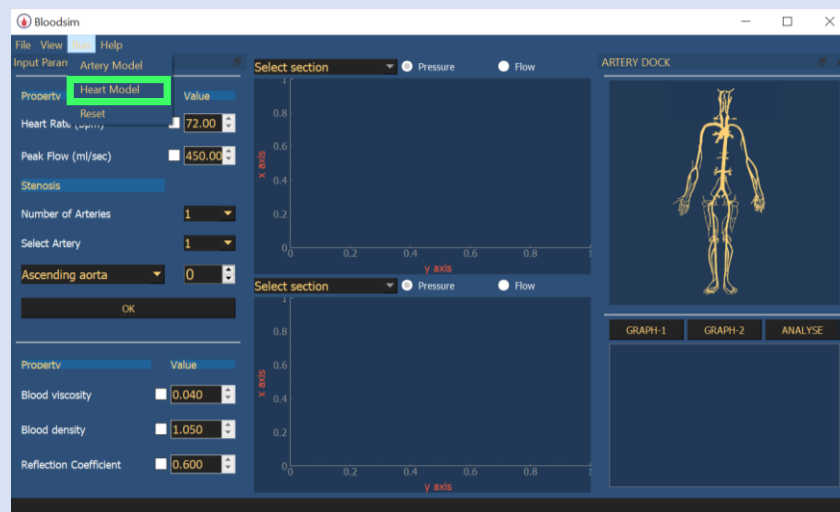 Bloodsim
File View Run Help
Artery Model
Heart Model
Reset
Input Param
Property Value
Heart Rate (bpm) 72.00
Peak Flow (ml/sec) 450.00
Stenosis
Number of Arteries 1
Select Artery 1
Ascending aorta 0
OK
Property Value
Blood viscosity 0.040
Blood density 1.050
Reflection Coefficient 0.600
Select section Pressure Flow
1
0.8
0.6
0.4
0.2
0
x axis
0 0.2 0.4 0.6 0.8 1
y axis
Select section Pressure Flow
1
0.8
0.6
0.4
0.2
0
x axis
0 0.2 0.4 0.6 0.8 1
y axis
ARTERY DOCK
GRAPH-1 GRAPH-2 ANALYSE